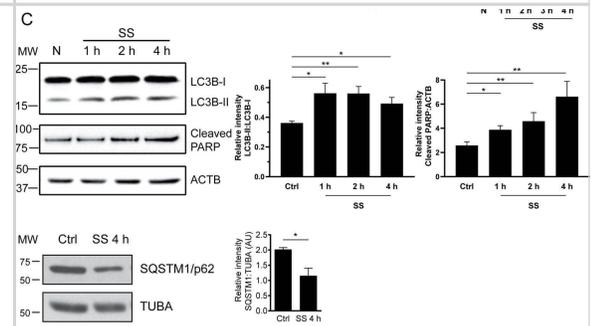 C
SS
MW N 1 h 2 h 4 h
25
15
LC3B-I
LC3B-II
100
75
Cleaved
PARP
50
37
ACTB
Relative intensity
LC3B-II:LC3B-I
0.6
0.4
0.2
0.0
*
**
*
Ctrl 1 h 2 h 4 h
SS
N 1 h 2 h 3 h 4 h
SS
Relative intensity
Cleaved PARP:ACTB
8
6
4
2
0
**
**
*
Ctrl 1 h 2 h 4 h
SS
MW Ctrl SS 4 h
75
50
SQSTM1/p62
50
TUBA
Relative intensity
SQSTM1:TUBA (AU)
2.5
2.0
1.5
1.0
0.5
0.0
*
Ctrl SS 4 h